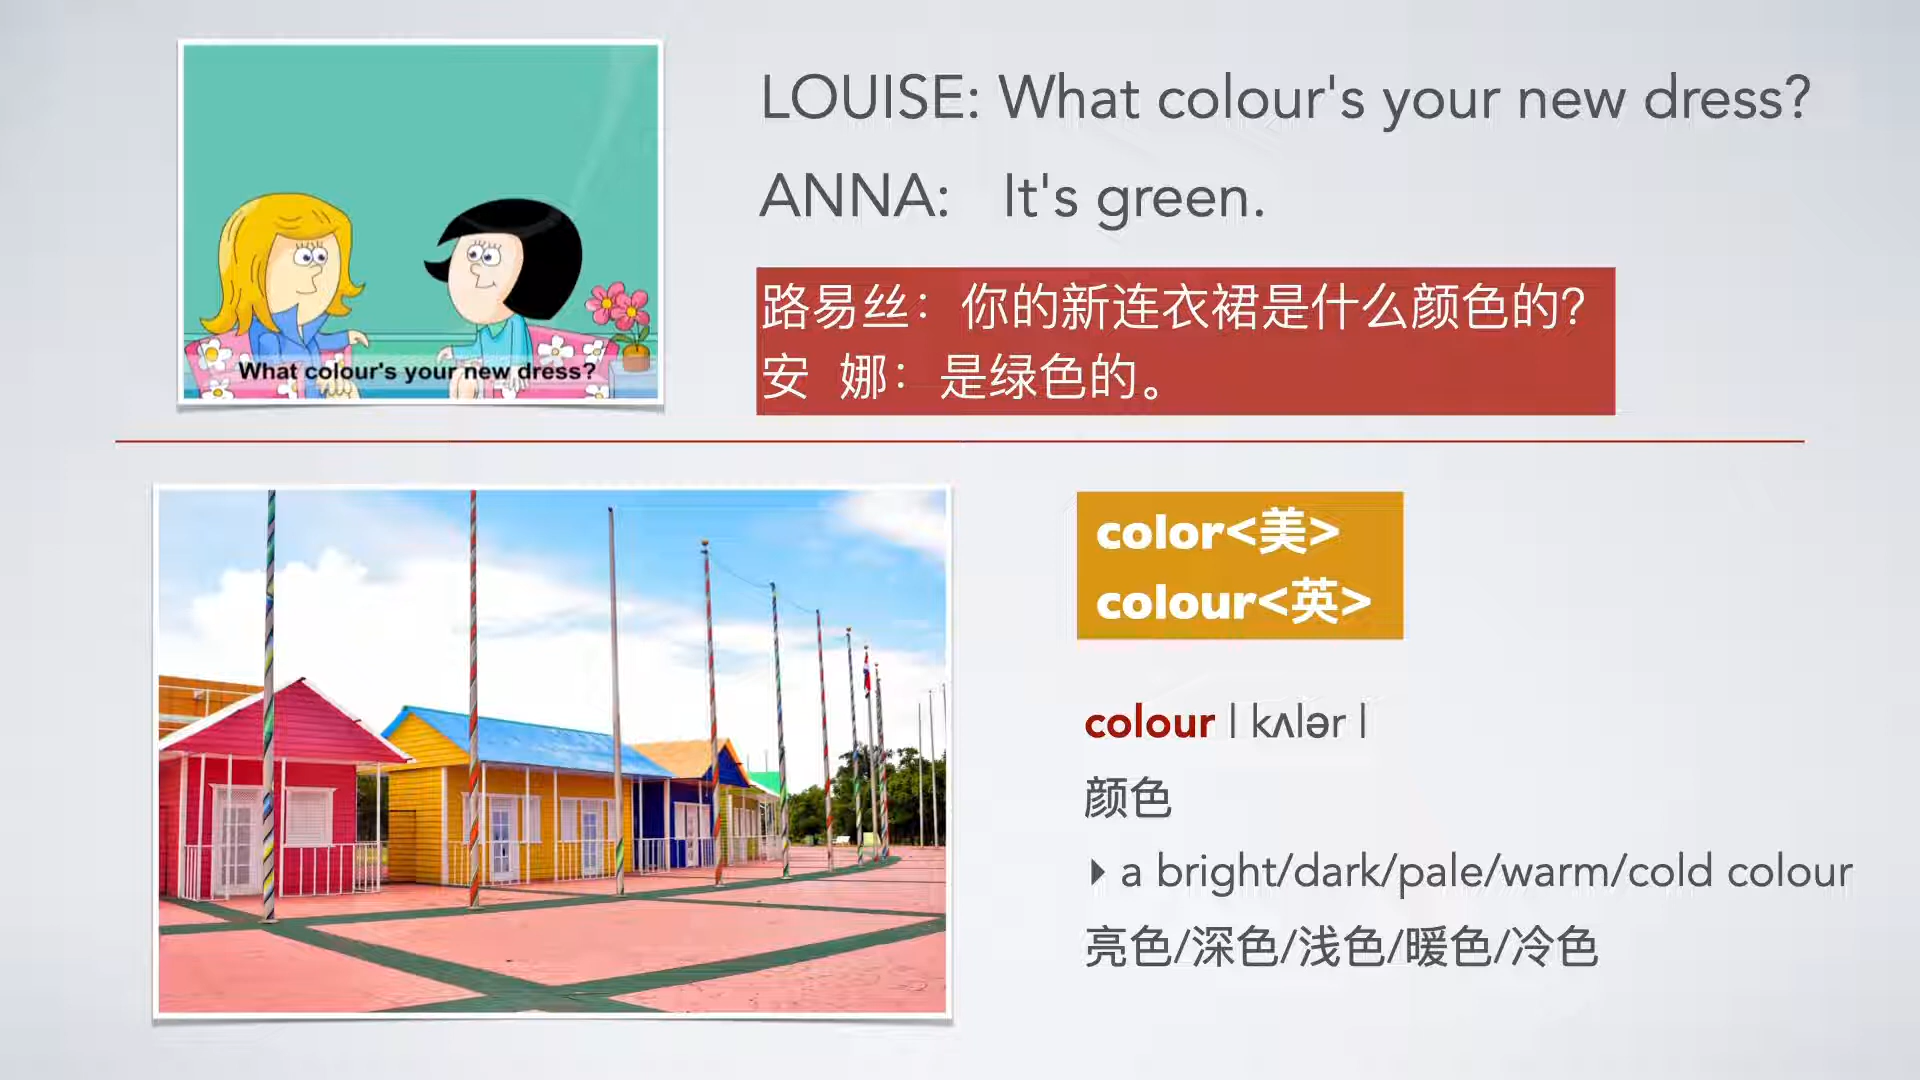 LOUISE: What colour's your new dress?
ANNA: It's green.
路易丝：你的新连衣裙是什么颜色的？
安 娜：是绿色的。
What colour's your new dress?
color<美>
colour<英>
colour | kʌlər |
颜色
▸ a bright/dark/pale/warm/cold colour
亮色/深色/浅色/暖色/冷色